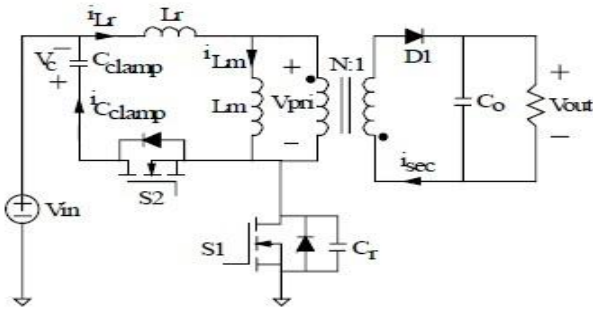 iLr Lr
Vc
−
+
Cclamp
iCclamp
iLm
Lm
+
Vpri
−
N:1
D1
Co
+
Vout
−
isec
S2
+
−
Vin
S1
Cr